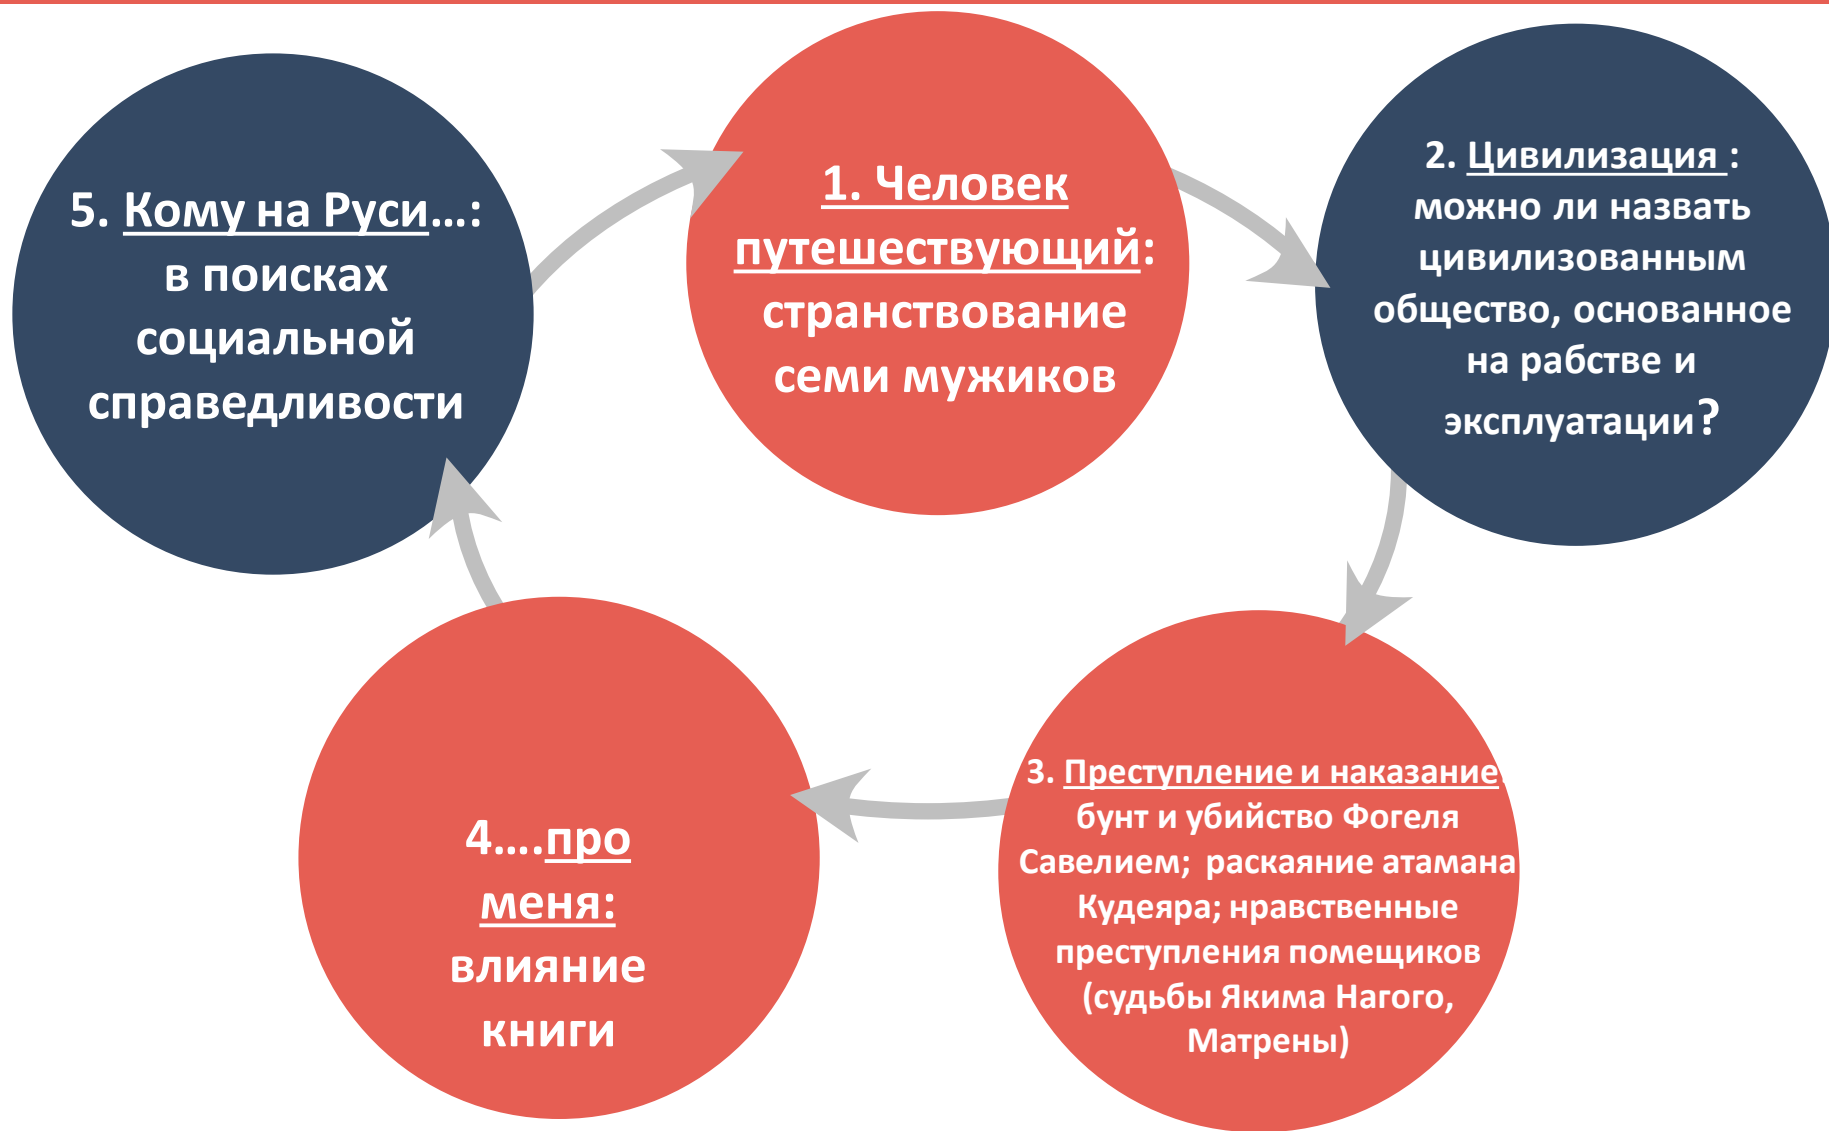 1. Человек
путешествующий:
странствование
семи мужиков
2. Цивилизация :
можно ли назвать
цивилизованным
общество, основанное
на рабстве и
эксплуатации?
3. Преступление и наказание:
бунт и убийство Фогеля
Савелием; раскаяние атамана
Кудеяра; нравственные
преступления помещиков
(судьбы Якима Нагого,
Матрены)
4....про
меня:
влияние
книги
5. Кому на Руси...:
в поисках
социальной
справедливости